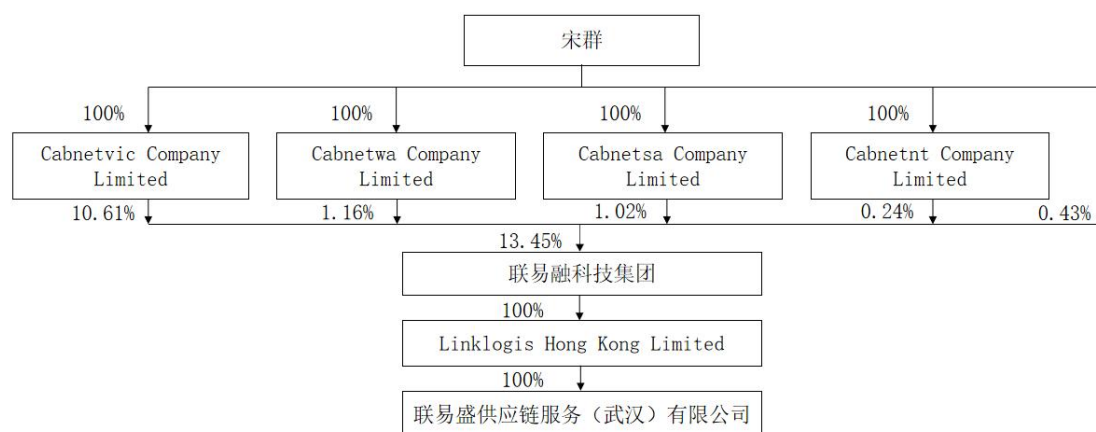 宋群
100%
100%
100%
100%
Cabnetvic Company
Limited
Cabnetwa Company
Limited
Cabnetsa Company
Limited
Cabnetnt Company
Limited
10.61%
1.16%
1.02%
0.24%
0.43%
13.45%
联易融科技集团
100%
Linklogis Hong Kong Limited
100%
联易盛供应链服务（武汉）有限公司